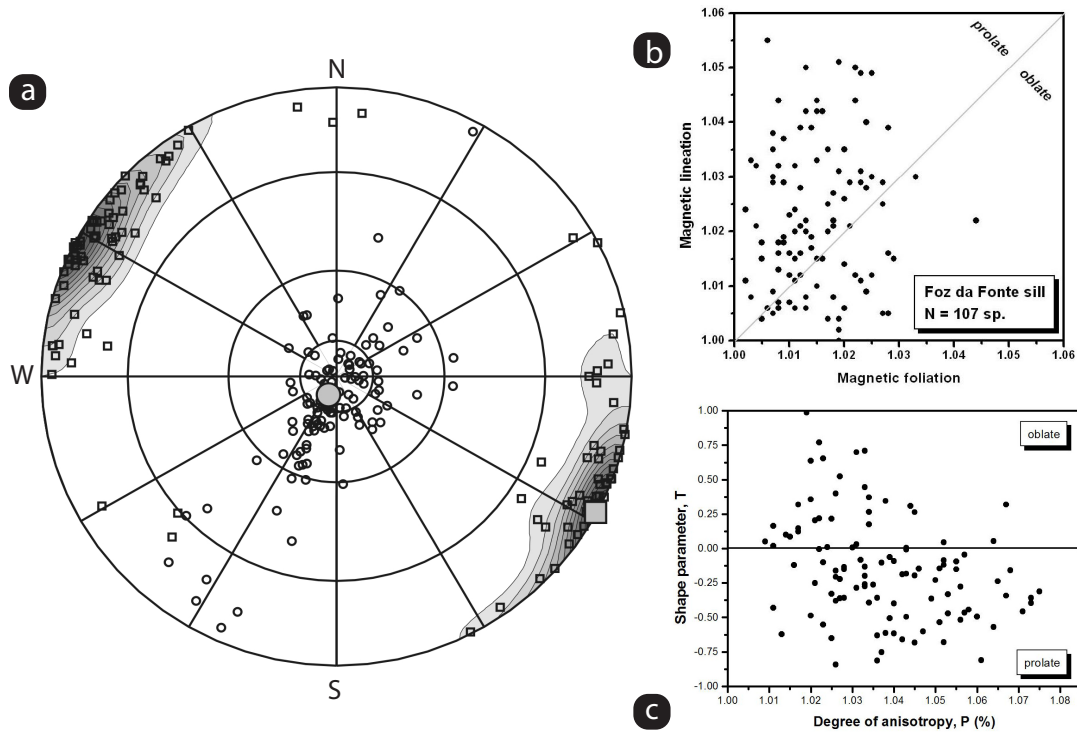 a
N
W
S
b
1.06
1.05
1.04
1.03
1.02
1.01
1.00
Magnetic lineation
prolate
oblate
Foz da Fonte sill
N = 107 sp.
1.00 1.01 1.02 1.03 1.04 1.05 1.06
Magnetic foliation
1.00
0.75
0.50
0.25
0.00
-0.25
-0.50
-0.75
-1.00
Shape parameter, T
oblate
prolate
1.00 1.01 1.02 1.03 1.04 1.05 1.06 1.07 1.08
Degree of anisotropy, P (%)
c